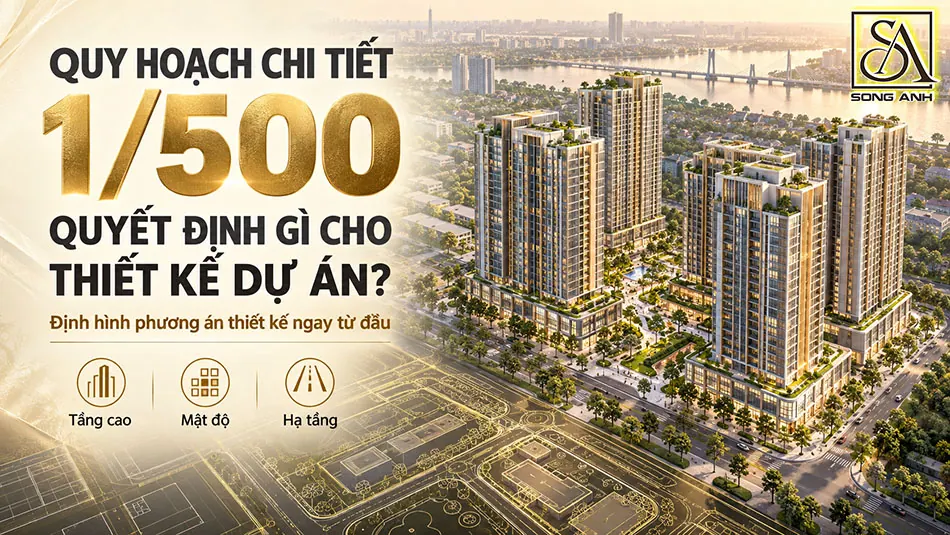 QUY HOẠCH CHI TIẾT
1/500
QUYẾT ĐỊNH GÌ CHO
THIẾT KẾ DỰ ÁN?
Định hình phương án thiết kế ngay từ đầu
Tầng cao
Mật độ
Hạ tầng
SA
SONG ANH